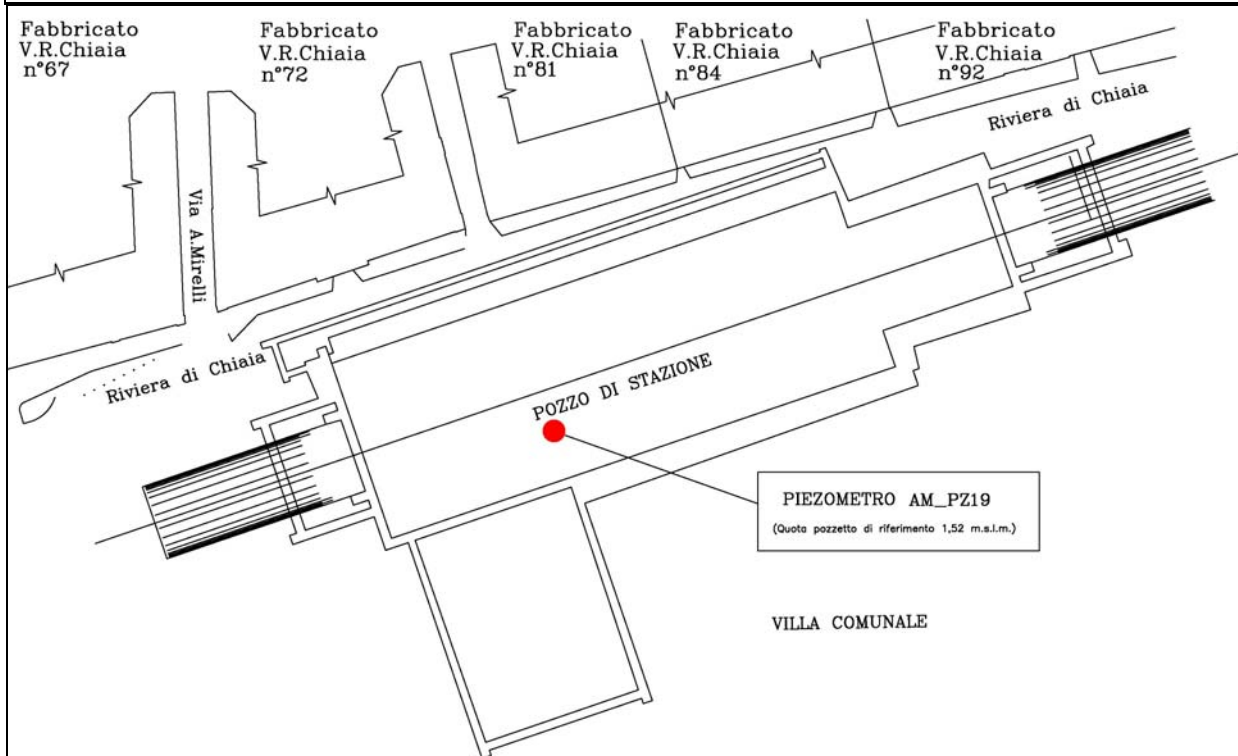 Fabbricato
V.R.Chiaia
n°67
Fabbricato
V.R.Chiaia
n°72
Fabbricato
V.R.Chiaia
n°81
Fabbricato
V.R.Chiaia
n°84
Fabbricato
V.R.Chiaia
n°92
Riviera di Chiaia
Via A.Mirelli
Riviera di Chiaia
POZZO DI STAZIONE
PIEZOMETRO AM_PZ19
(Quota pozzetto di riferimento 1,52 m.s.l.m.)
VILLA COMUNALE